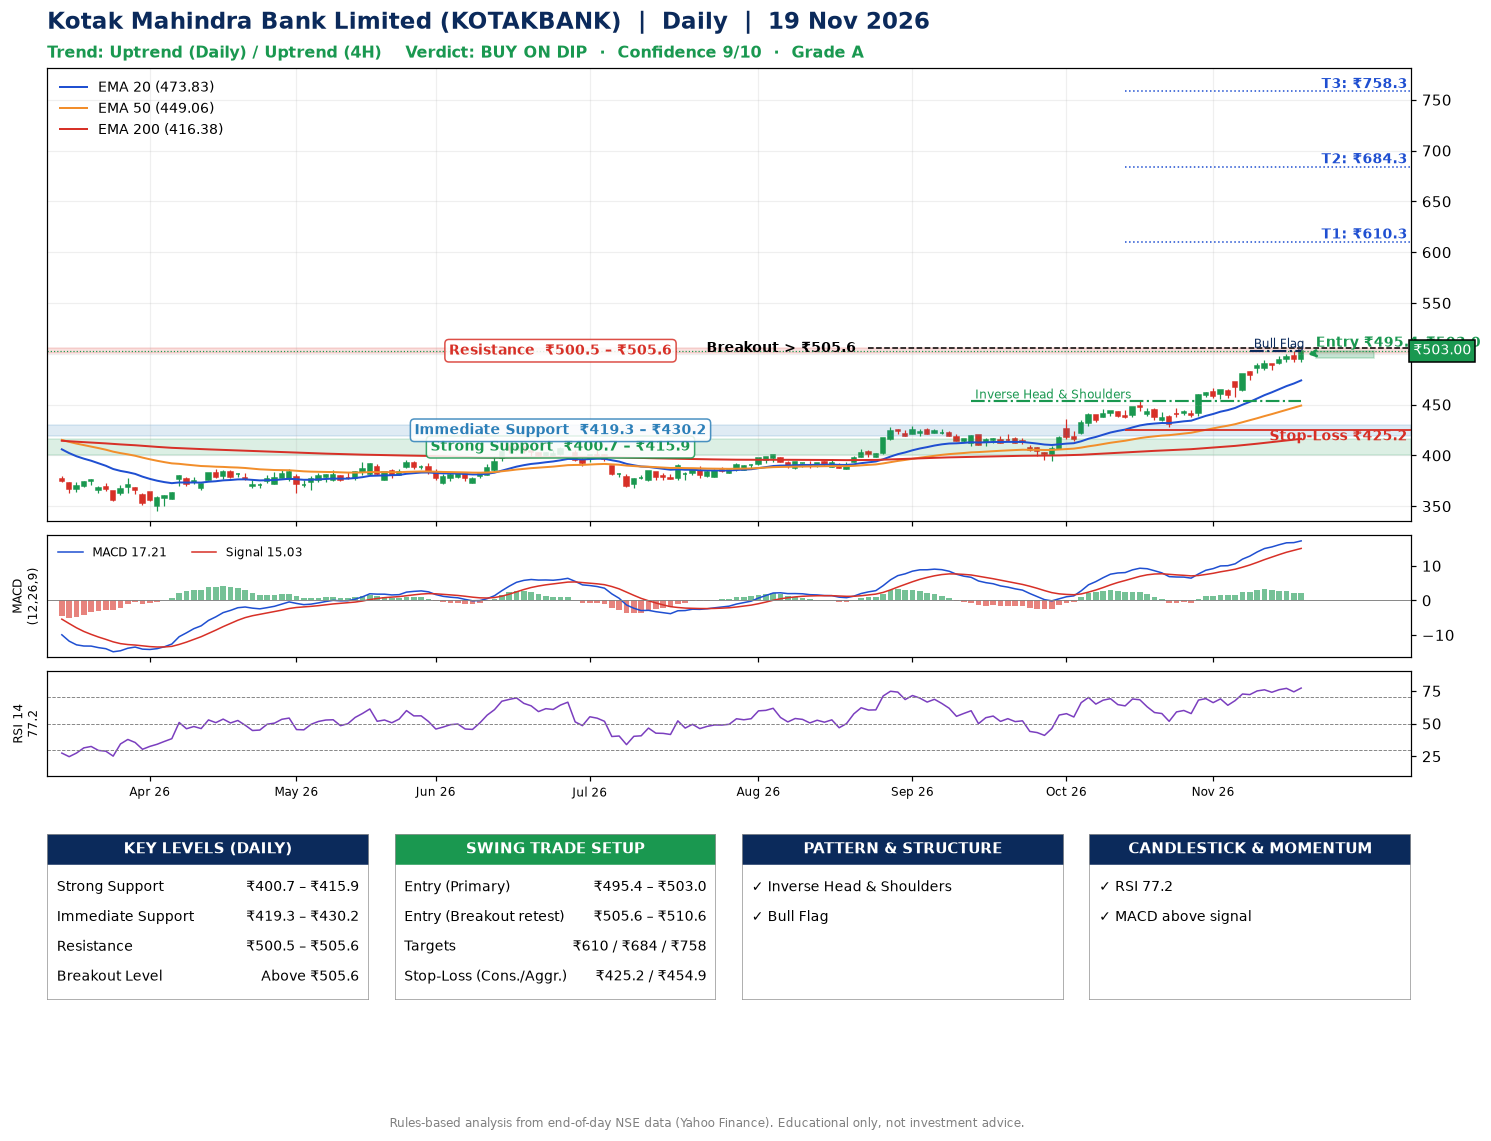 Kotak Mahindra Bank Limited (KOTAKBANK)  |  Daily  |  19 Nov 2026
Trend: Uptrend (Daily) / Uptrend (4H)    Verdict: BUY ON DIP  ·  Confidence 9/10  ·  Grade A
EMA 20 (473.83)
EMA 50 (449.06)
EMA 200 (416.38)
T3: ₹758.3
T2: ₹684.3
T1: ₹610.3
750
700
650
600
550
450
400
350
Resistance  ₹500.5 – ₹505.6
Breakout > ₹505.6
Bull Flag
Entry ₹495.
₹503.00
Inverse Head & Shoulders
Immediate Support  ₹419.3 – ₹430.2
Strong Support  ₹400.7 – ₹415.9
Stop-Loss ₹425.2
MACD (12,26,9)
MACD 17.21
Signal 15.03
10
0
−10
RSI 14
77.2
75
50
25
Apr 26
May 26
Jun 26
Jul 26
Aug 26
Sep 26
Oct 26
Nov 26
KEY LEVELS (DAILY)
Strong Support ₹400.7 – ₹415.9
Immediate Support ₹419.3 – ₹430.2
Resistance ₹500.5 – ₹505.6
Breakout Level Above ₹505.6
SWING TRADE SETUP
Entry (Primary) ₹495.4 – ₹503.0
Entry (Breakout retest) ₹505.6 – ₹510.6
Targets ₹610 / ₹684 / ₹758
Stop-Loss (Cons./Aggr.) ₹425.2 / ₹454.9
PATTERN & STRUCTURE
✓ Inverse Head & Shoulders
✓ Bull Flag
CANDLESTICK & MOMENTUM
✓ RSI 77.2
✓ MACD above signal
Rules-based analysis from end-of-day NSE data (Yahoo Finance). Educational only, not investment advice.